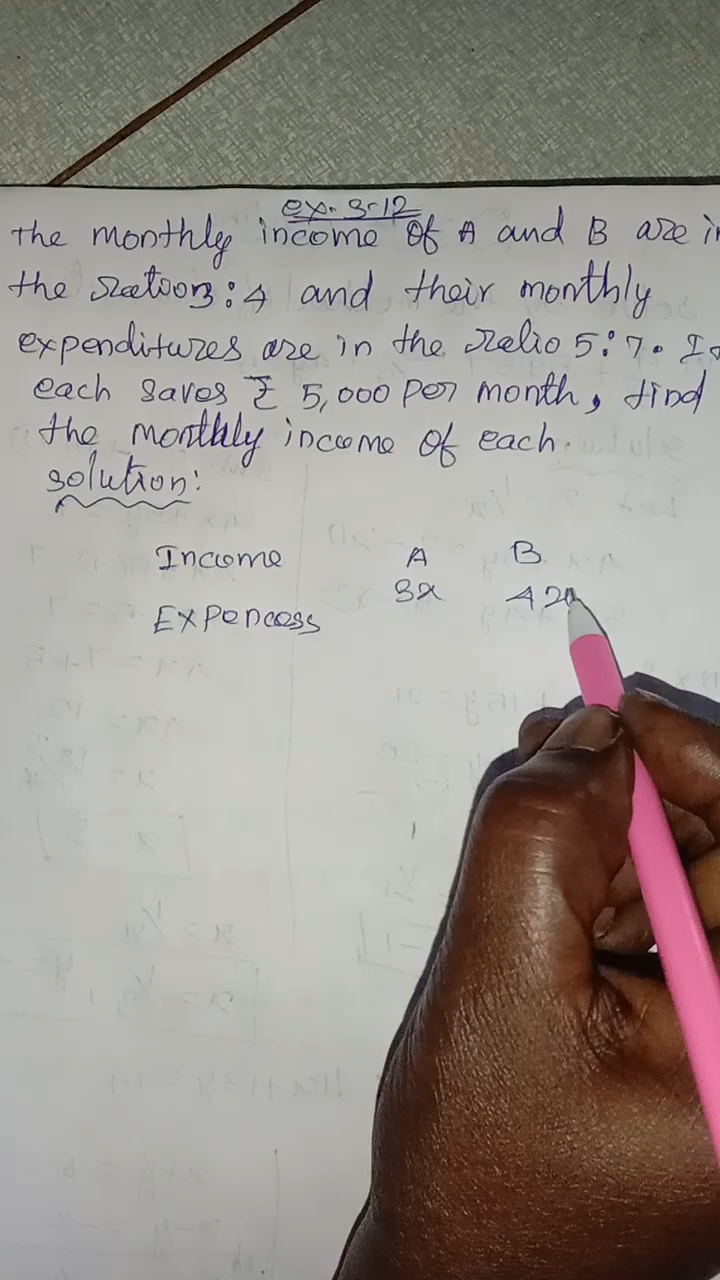 ex. 3.12
The monthly income of A and B are in
the ratio 3:4 and their monthly
expenditures are in the ratio 5:7. If
each saves ₹ 5,000 per month, find
the monthly income of each.
solution:
Income A B
3x 4x
Expencess